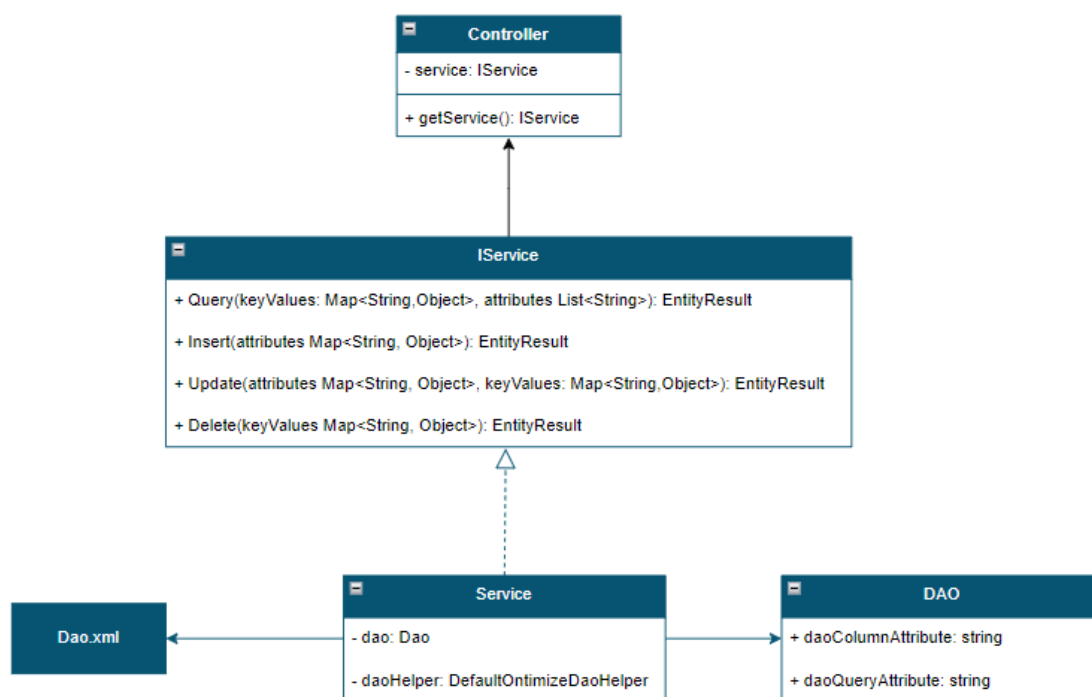 Controller
- service: IService
+ getService(): IService
IService
+ Query(keyValues: Map<String,Object>, attributes List<String>): EntityResult
+ Insert(attributes Map<String, Object>): EntityResult
+ Update(attributes Map<String, Object>, keyValues: Map<String,Object>): EntityResult
+ Delete(keyValues Map<String, Object>): EntityResult
Dao.xml
Service
- dao: Dao
- daoHelper: DefaultOntimizeDaoHelper
DAO
+ daoColumnAttribute: string
+ daoQueryAttribute: string